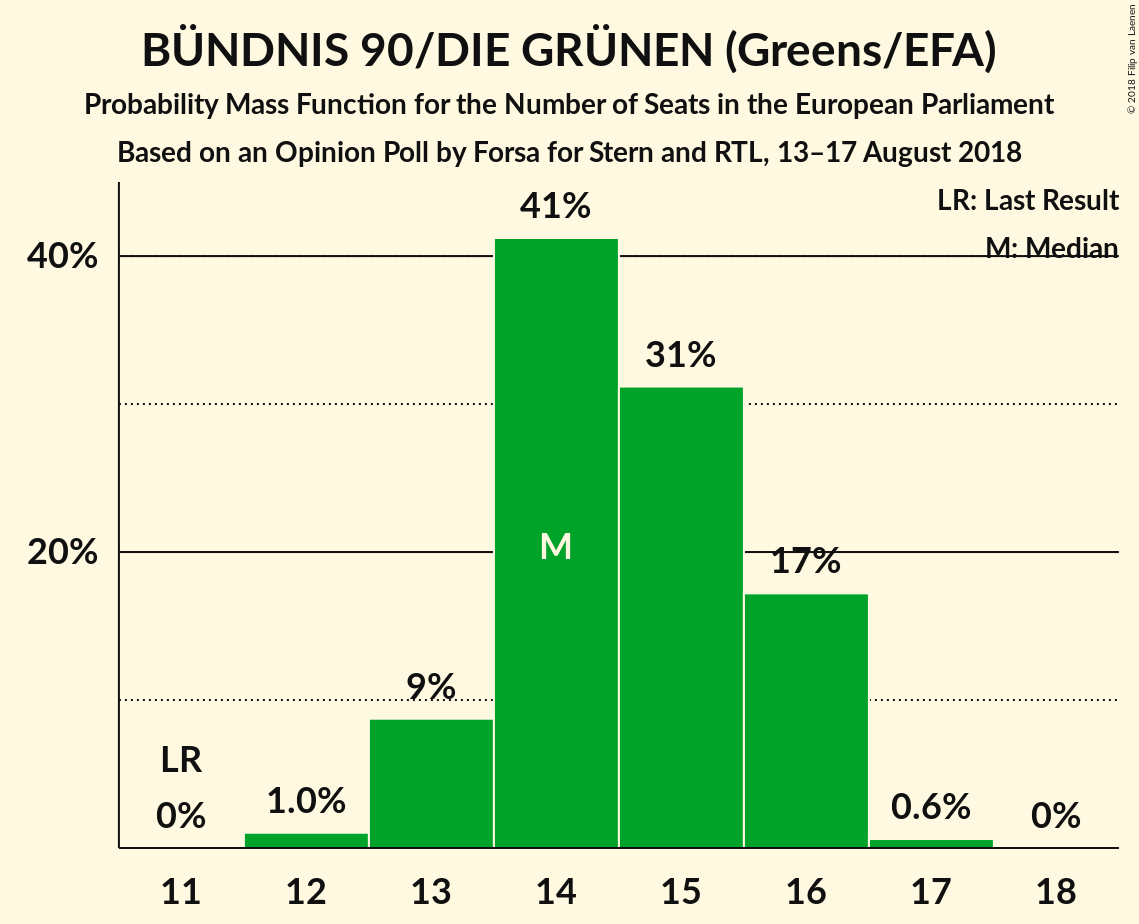 BÜNDNIS 90/DIE GRÜNEN (Greens/EFA)
Probability Mass Function for the Number of Seats in the European Parliament
Based on an Opinion Poll by Forsa for Stern and RTL, 13–17 August 2018
© 2018 Filip van Laenen
LR: Last Result
M: Median
40%
20%
41%
31%
17%
9%
1.0%
0.6%
0%
0%
LR
M
11 12 13 14 15 16 17 18